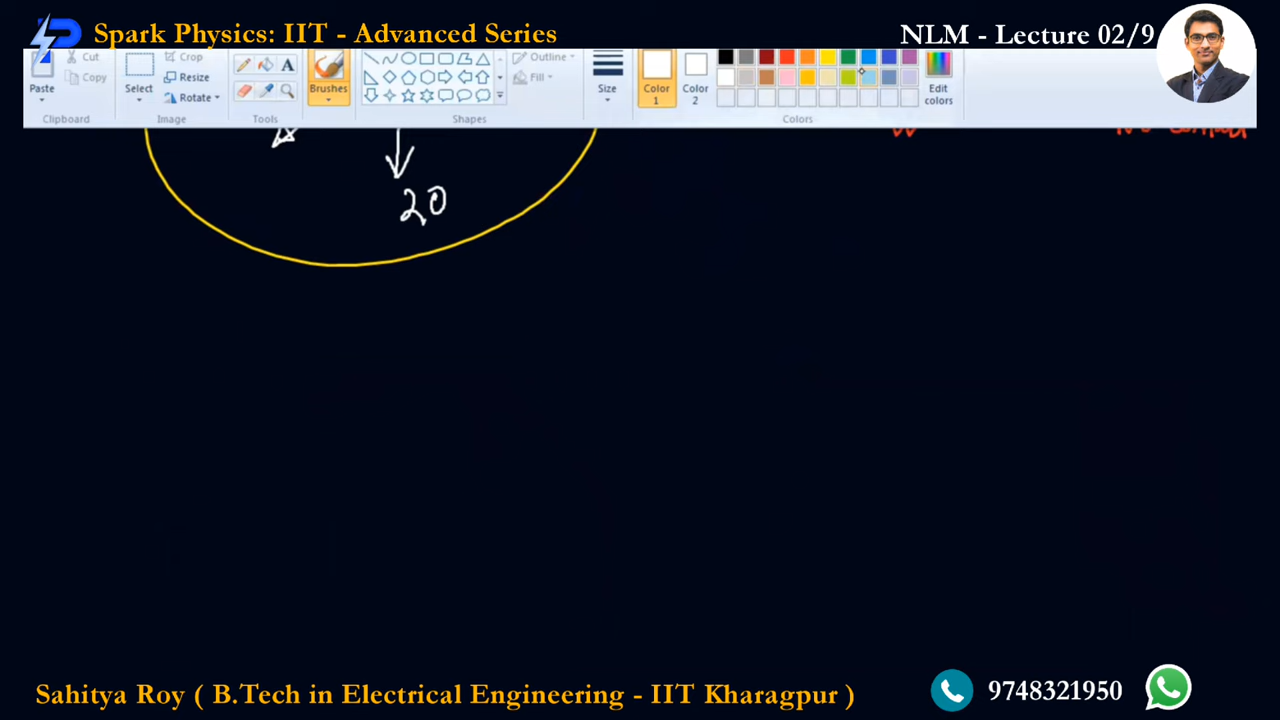 Spark Physics: IIT - Advanced Series
NLM - Lecture 02/9
Paste
Cut
Copy
Clipboard
Select
Crop
Resize
Rotate
Image
A
Tools
Brushes
Outline
Fill
Shapes
Size
Color 1
Color 2
Edit colors
Colors
20
Sahitya Roy ( B.Tech in Electrical Engineering - IIT Kharagpur )
9748321950